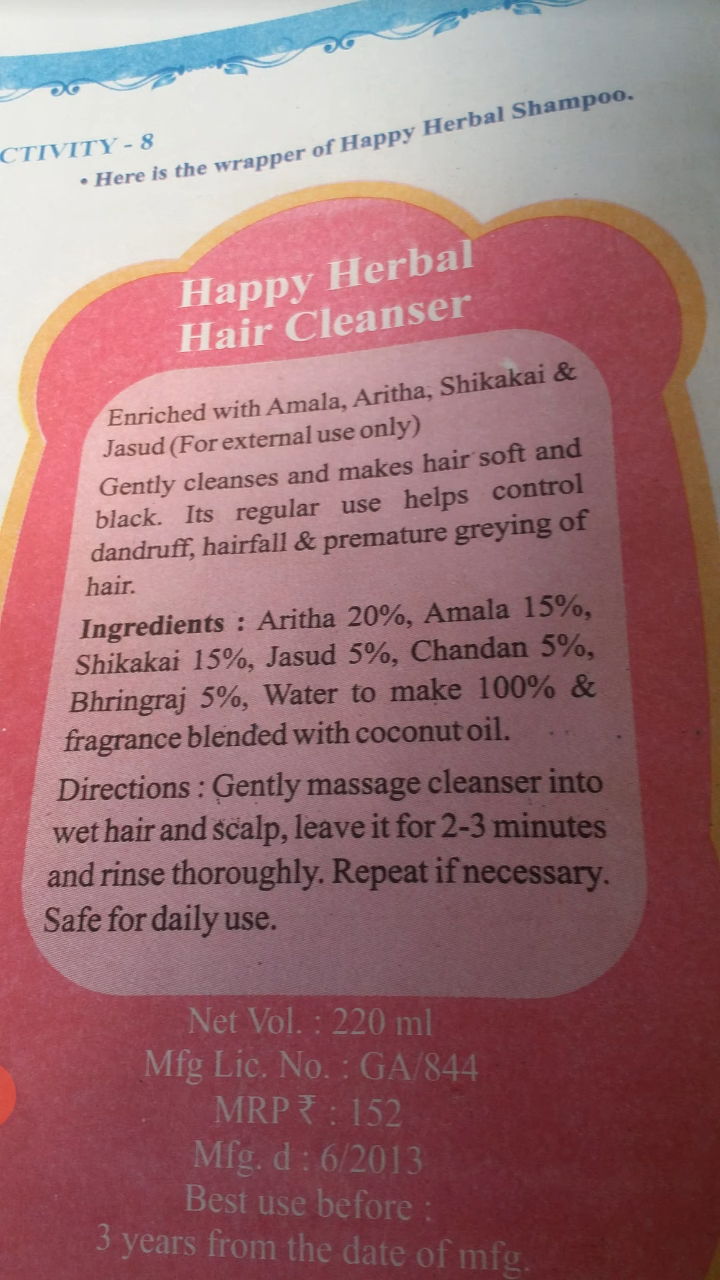 CTIVITY - 8
• Here is the wrapper of Happy Herbal Shampoo.
Happy Herbal
Hair Cleanser
Enriched with Amala, Aritha, Shikakai &
Jasud (For external use only)
Gently cleanses and makes hair soft and
black. Its regular use helps control
dandruff, hairfall & premature greying of
hair.
Ingredients : Aritha 20%, Amala 15%,
Shikakai 15%, Jasud 5%, Chandan 5%,
Bhringraj 5%, Water to make 100% &
fragrance blended with coconut oil.
Directions : Gently massage cleanser into
wet hair and scalp, leave it for 2-3 minutes
and rinse thoroughly. Repeat if necessary.
Safe for daily use.
Net Vol. : 220 ml
Mfg Lic. No. : GA/844
MRP ₹ : 152
Mfg. d : 6/2013
Best use before :
3 years from the date of mfg.